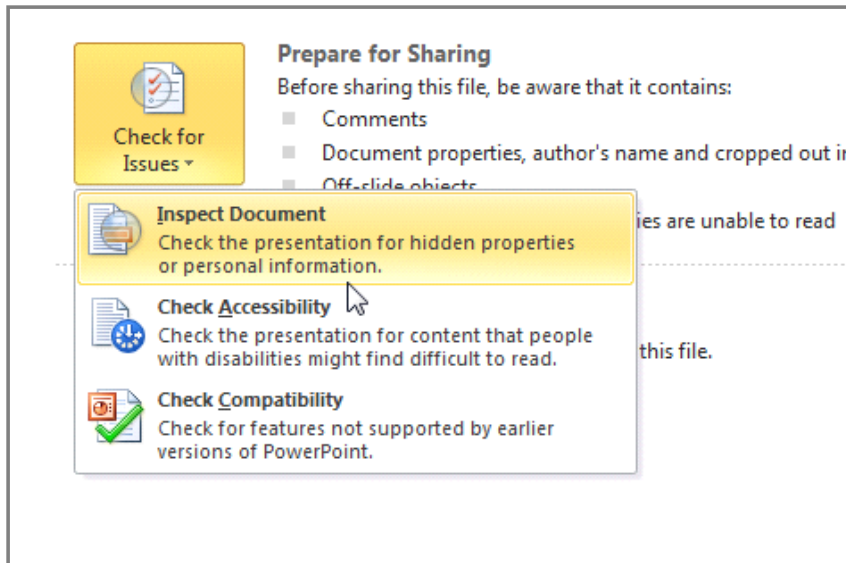 Prepare for Sharing
Before sharing this file, be aware that it contains:
Check for
Issues
Comments
Document properties, author's name and cropped out
Off-slide objects
Inspect Document
Check the presentation for hidden properties
or personal information.
are unable to read
Check Accessibility
Check the presentation for content that people
with disabilities might find difficult to read.
this file.
Check Compatibility
Check for features not supported by earlier
versions of PowerPoint.